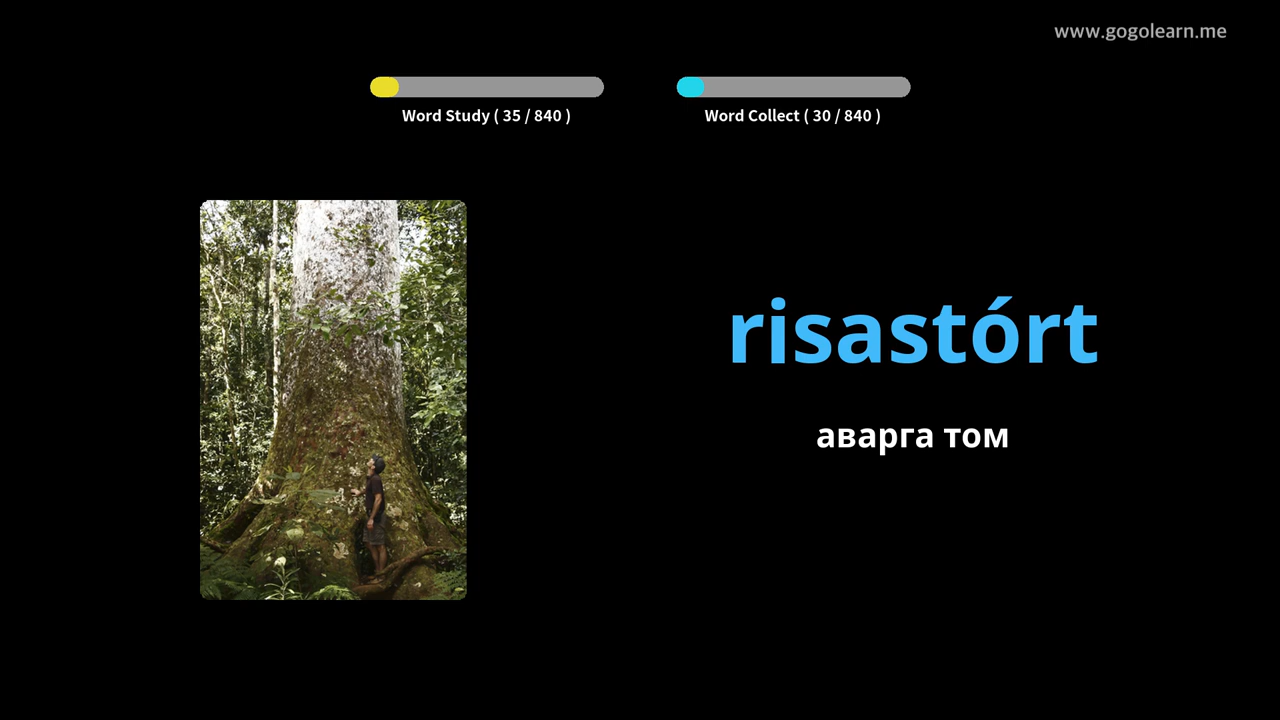 www.gogolearn.me
Word Study ( 35 / 840 )
Word Collect ( 30 / 840 )
risastórt
аварга том